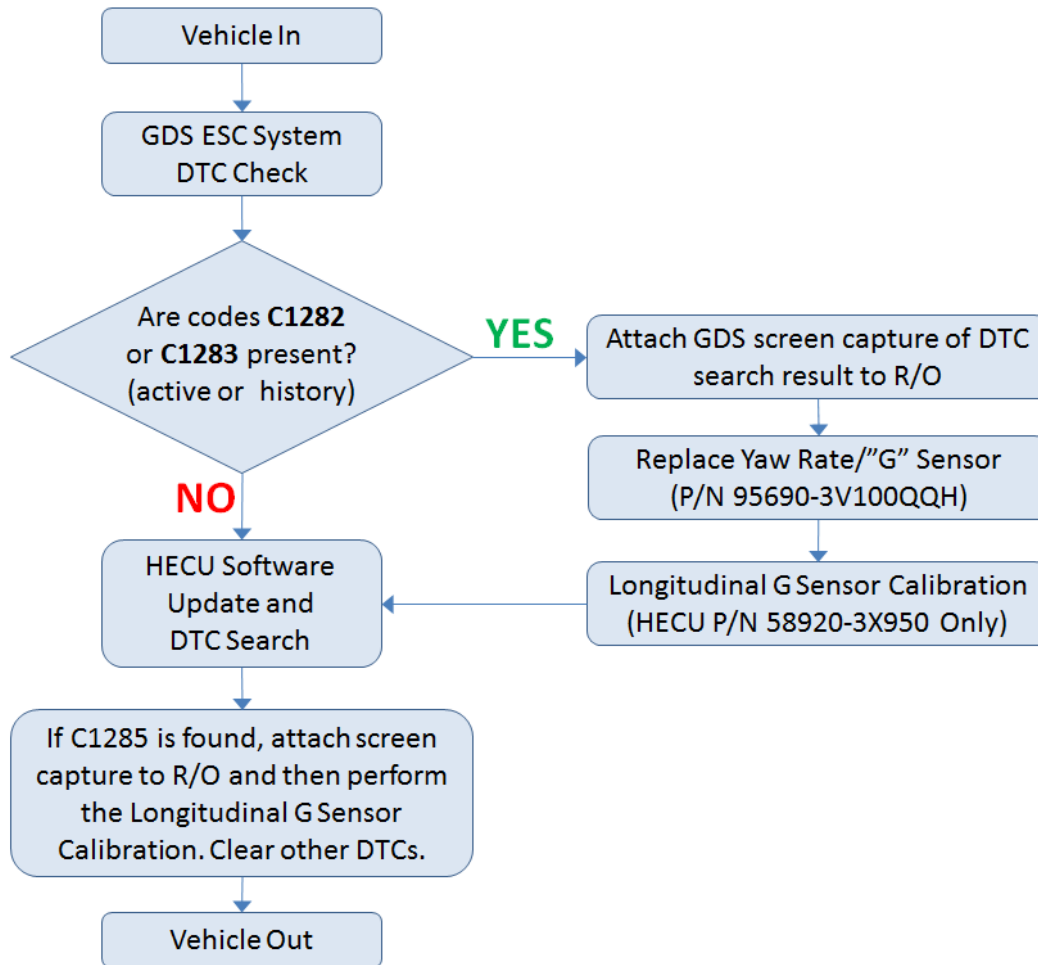 Vehicle In
GDS ESC System
DTC Check
Are codes C1282
or C1283 present?
(active or history)
YES
Attach GDS screen capture of DTC
search result to R/O
Replace Yaw Rate/”G” Sensor
(P/N 95690-3V100QQH)
Longitudinal G Sensor Calibration
(HECU P/N 58920-3X950 Only)
NO
HECU Software
Update and
DTC Search
If C1285 is found, attach screen
capture to R/O and then perform
the Longitudinal G Sensor
Calibration. Clear other DTCs.
Vehicle Out